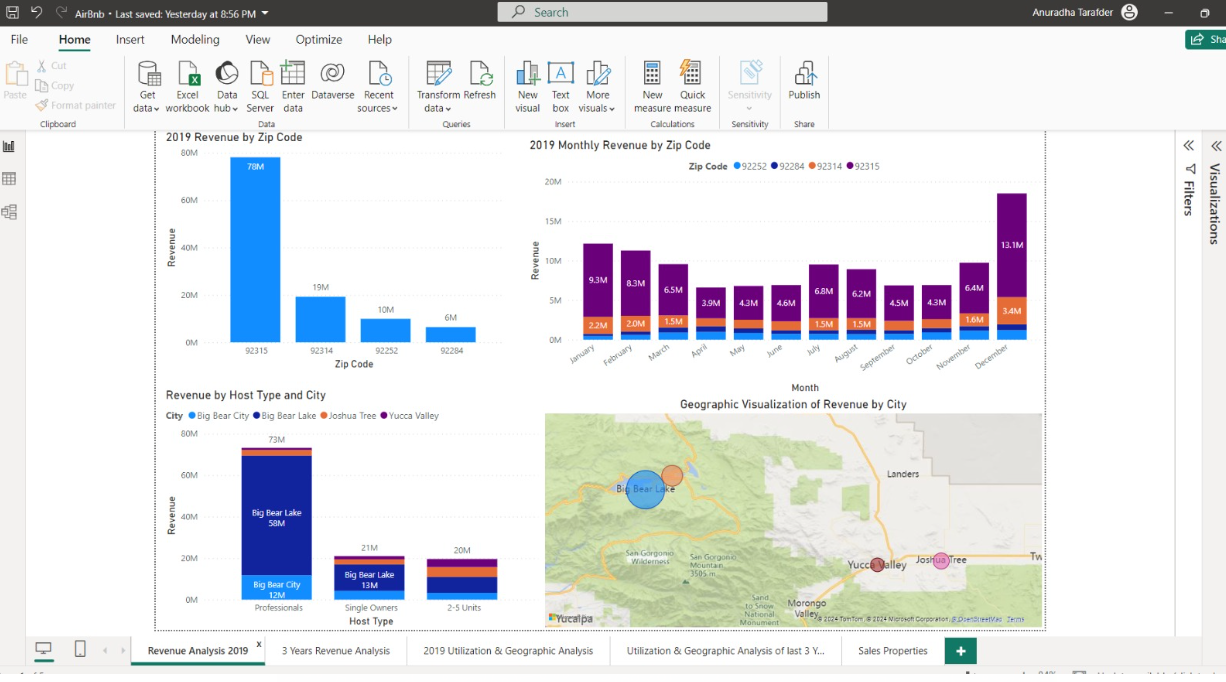 AirBnb • Last saved: Yesterday at 8:56 PM
Search
Anuradha Tarafder
File Home Insert Modeling View Optimize Help
Sha
Paste
Cut
Copy
Format painter
Clipboard
Get data
Excel workbook
Data hub
SQL Server
Enter data
Dataverse
Recent sources
Data
Transform data
Refresh
Queries
New visual
Text box
More visuals
Insert
New measure
Quick measure
Calculations
Sensitivity
Sensitivity
Publish
Share
2019 Revenue by Zip Code
80M
60M
40M
20M
0M
Revenue
78M
19M
10M
6M
92315 92314 92252 92284
Zip Code
2019 Monthly Revenue by Zip Code
Zip Code 92252 92284 92314 92315
20M
15M
10M
5M
0M
Revenue
9.3M 8.3M 6.5M 3.9M 4.3M 4.6M 6.8M 6.2M 4.5M 4.3M 6.4M 13.1M
2.2M 2.0M 1.5M 1.5M 1.5M 1.6M 3.4M
January February March April May June July August September October November December
Month
Revenue by Host Type and City
City Big Bear City Big Bear Lake Joshua Tree Yucca Valley
80M
60M
40M
20M
0M
Revenue
73M
Big Bear Lake
58M
Big Bear City
12M
21M
Big Bear Lake
13M
20M
Professionals Single Owners 2-5 Units
Host Type
Geographic Visualization of Revenue by City
Big Bear Lake
Landers
San Gorgonio
Wilderness
San Gorgonio
Mountain
3505 m
Yucca Valley
Joshua Tree
Tw
Sand
to Snow
National
Monument
Morongo
Valley
Yucaipa
© 2024 TomTom, © 2024 Microsoft Corporation, © OpenStreetMap Terms
Filters
Visualizations
Revenue Analysis 2019 x
3 Years Revenue Analysis
2019 Utilization & Geographic Analysis
Utilization & Geographic Analysis of last 3 Y...
Sales Properties
+